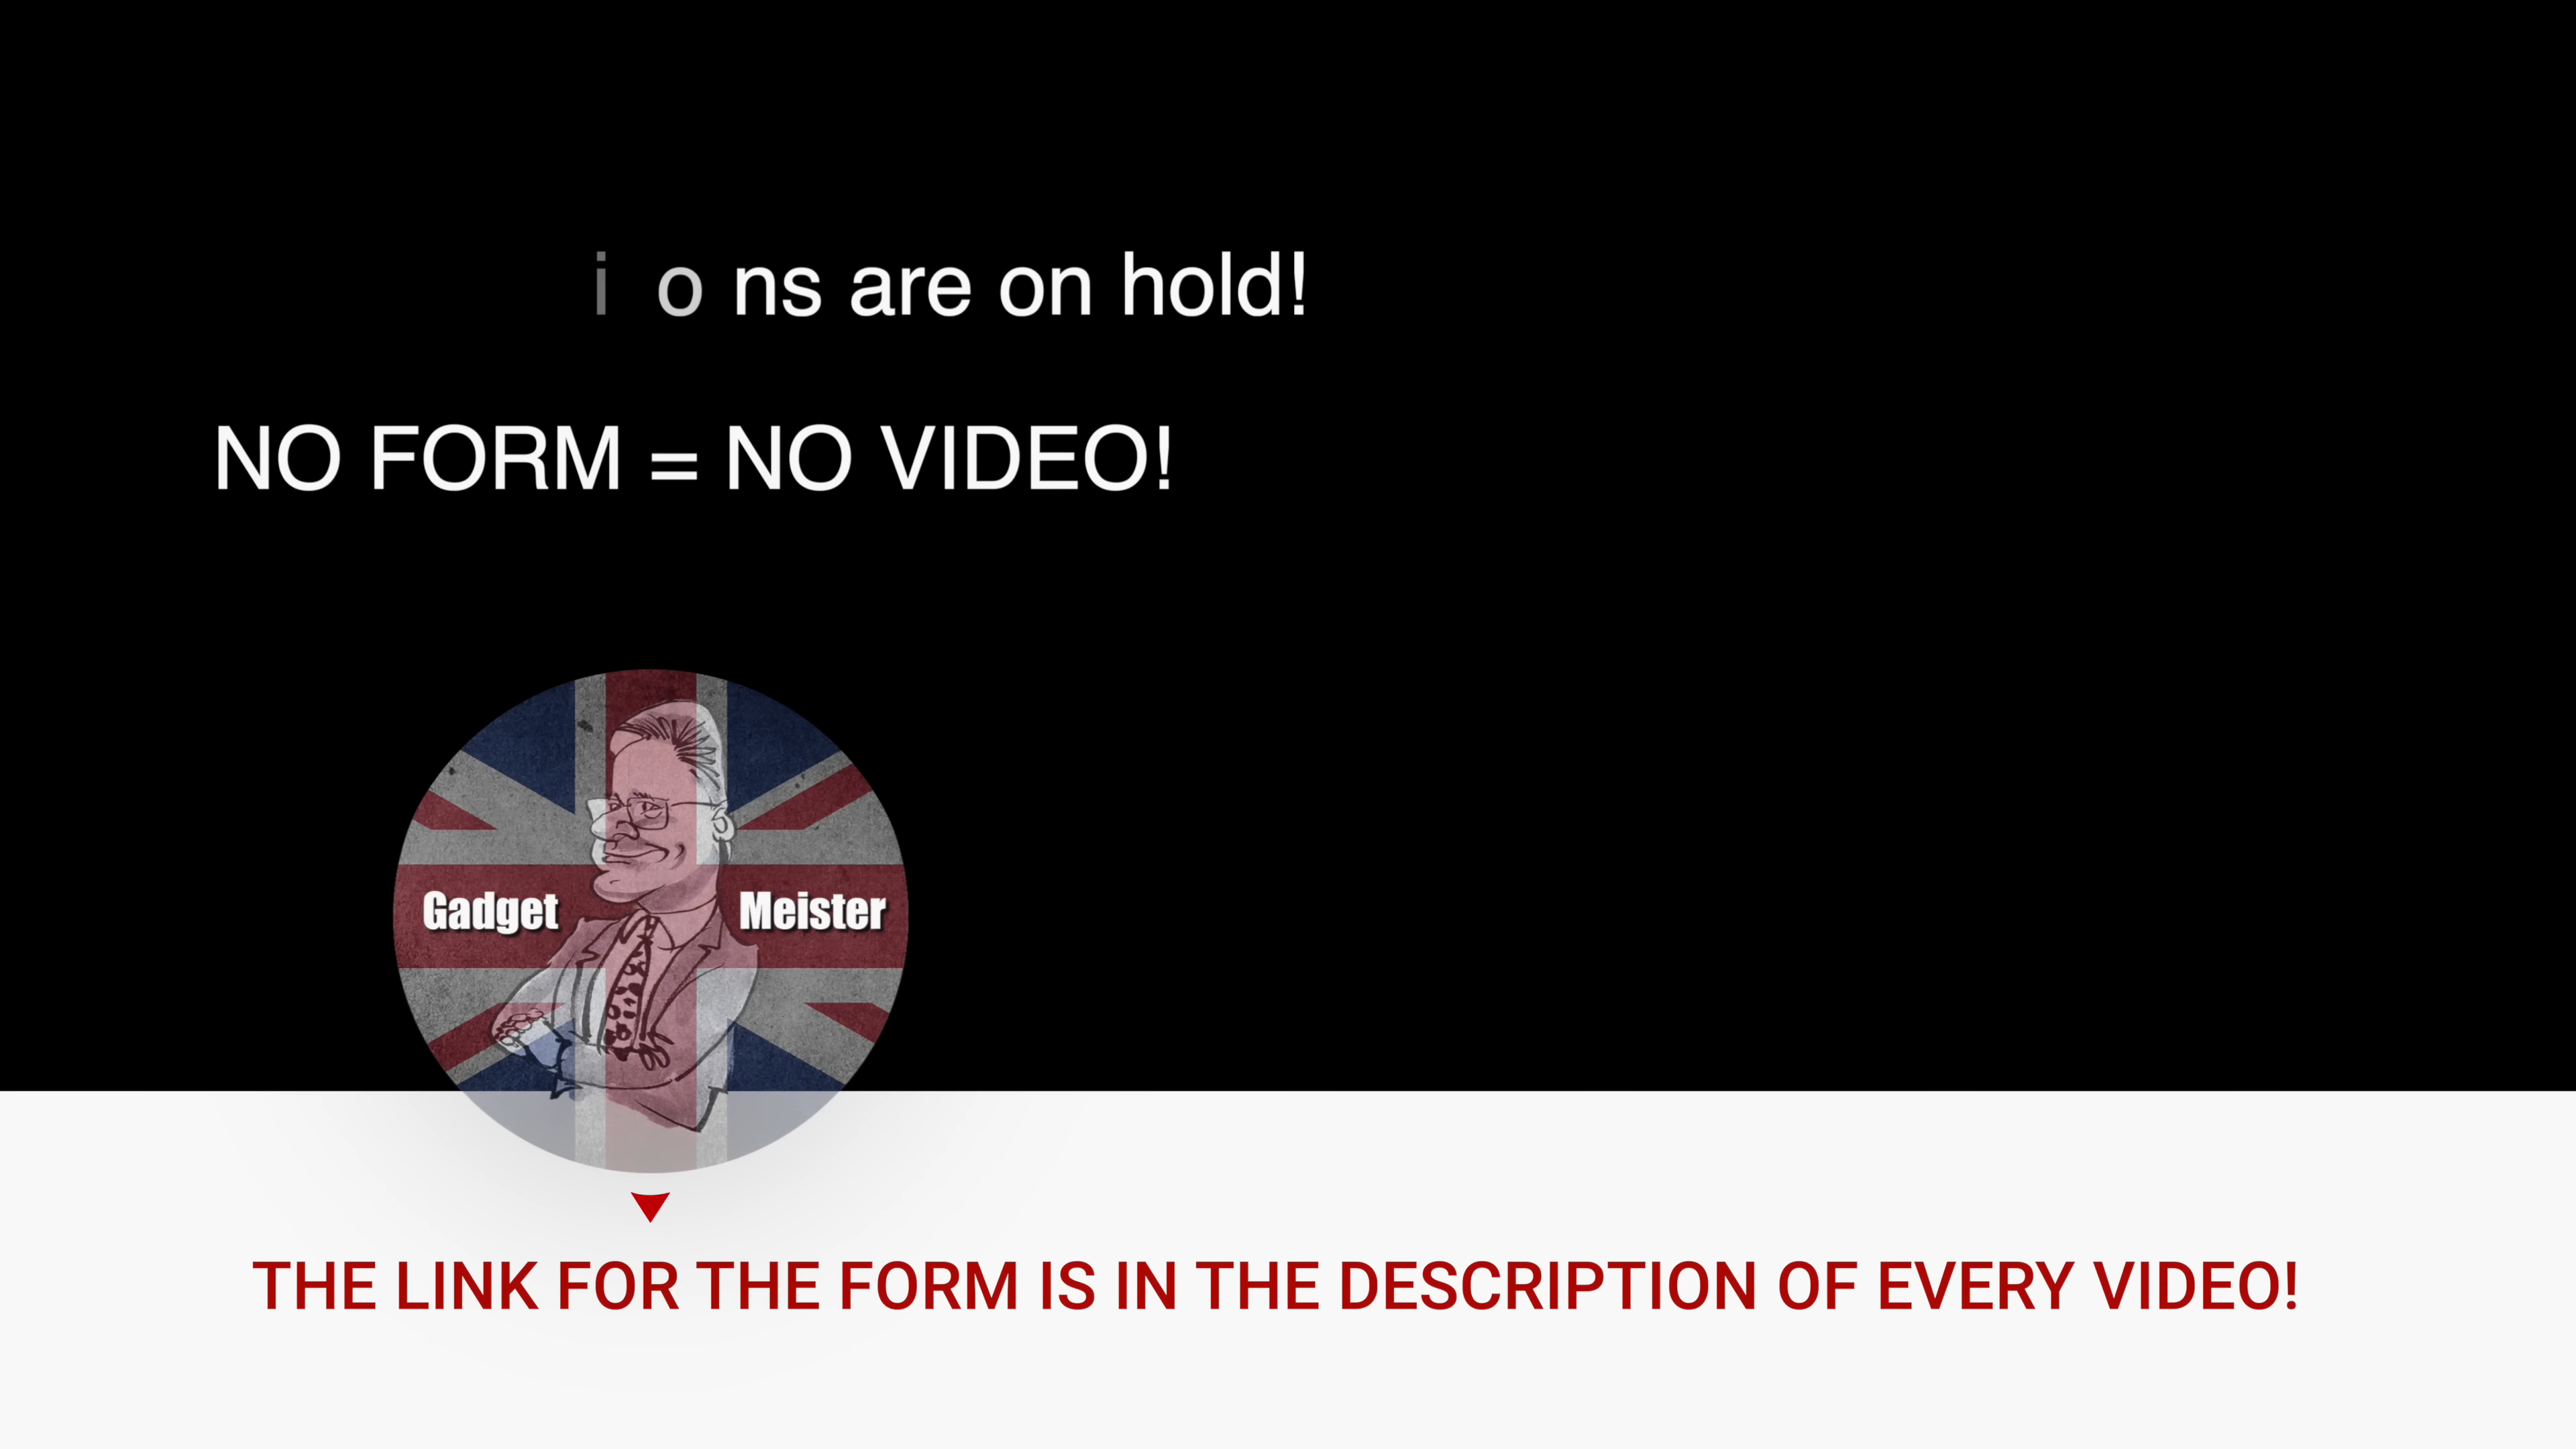 i o ns are on hold!
NO FORM = NO VIDEO!
Gadget Meister
THE LINK FOR THE FORM IS IN THE DESCRIPTION OF EVERY VIDEO!